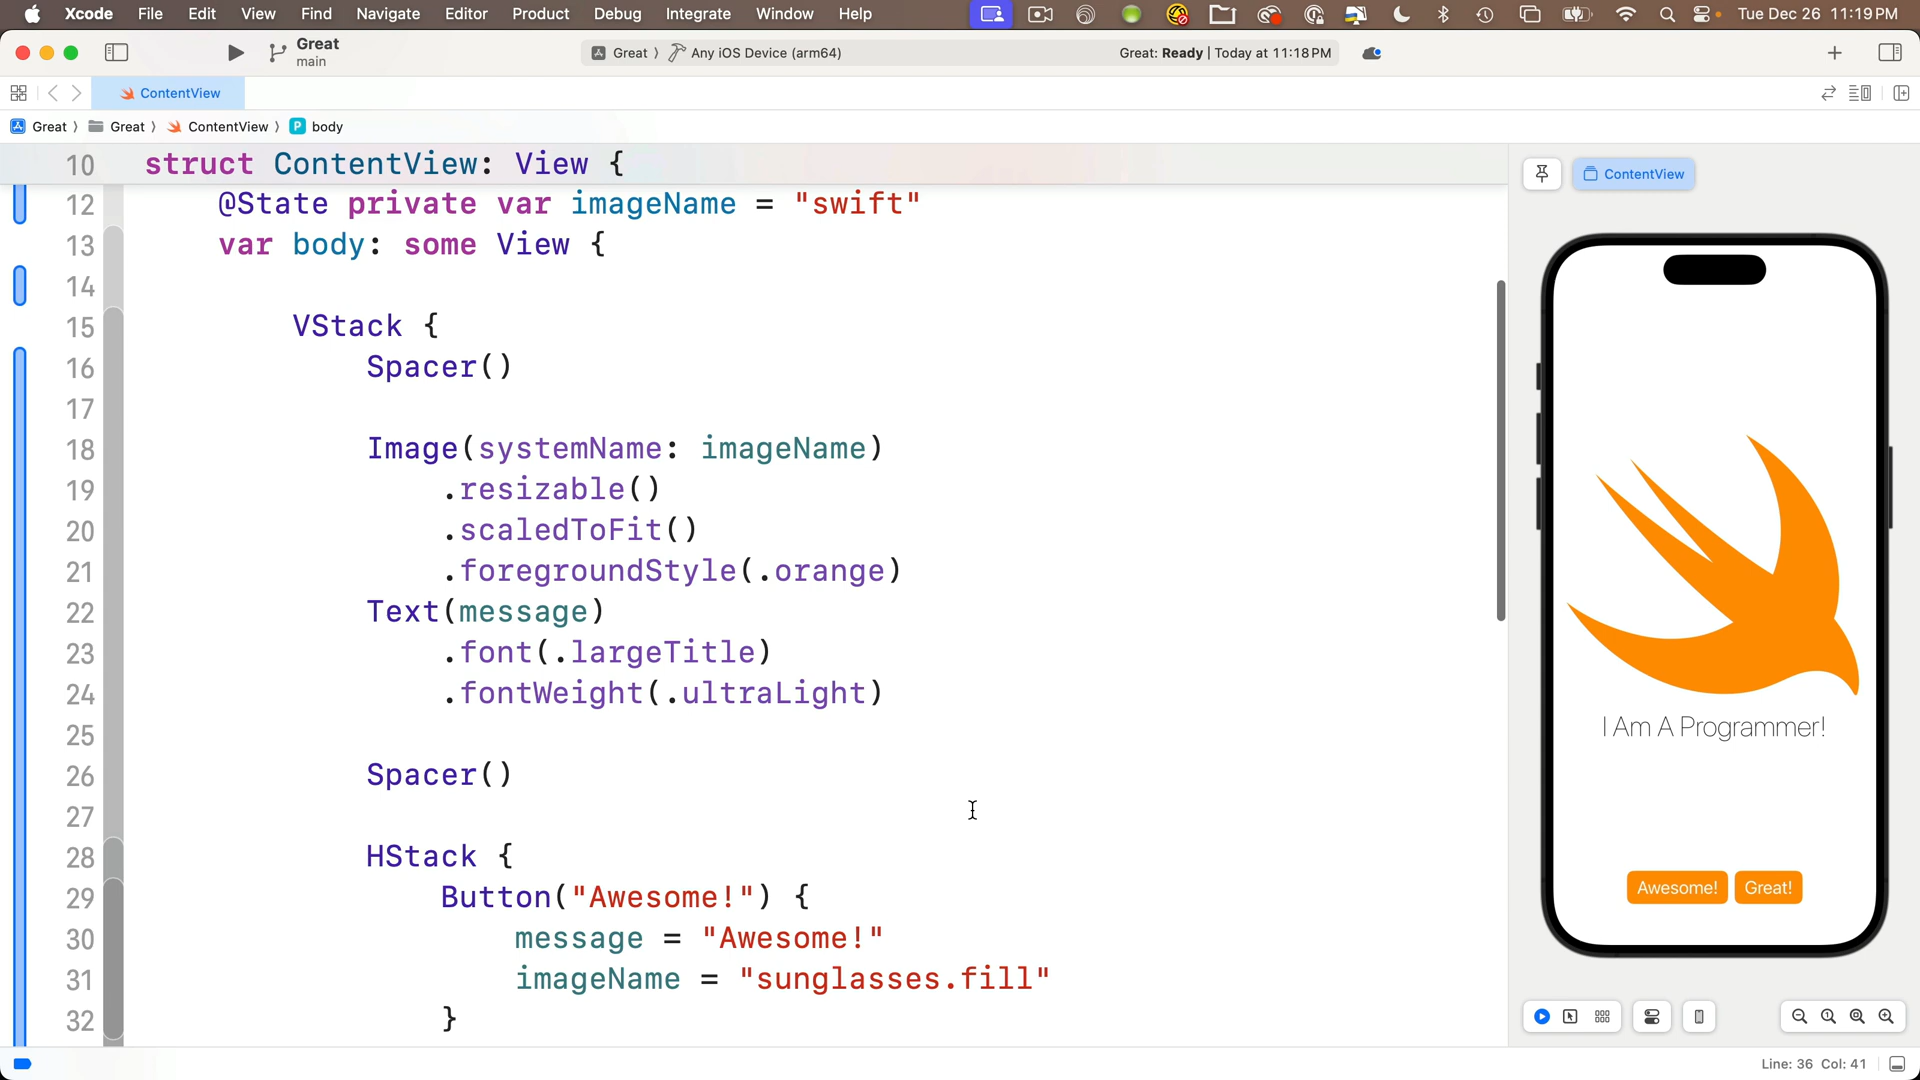 Xcode File Edit View Find Navigate Editor Product Debug Integrate Window Help Tue Dec 26 11:19 PM
Great
main
Great Any iOS Device (arm64) Great: Ready | Today at 11:18 PM
ContentView
Great Great ContentView P body
10 struct ContentView: View {
12 @State private var imageName = "swift"
13 var body: some View {
14
15 VStack {
16 Spacer()
17
18 Image(systemName: imageName)
19 .resizable()
20 .scaledToFit()
21 .foregroundStyle(.orange)
22 Text(message)
23 .font(.largeTitle)
24 .fontWeight(.ultraLight)
25
26 Spacer()
27
28 HStack {
29 Button("Awesome!") {
30 message = "Awesome!"
31 imageName = "sunglasses.fill"
32 }
ContentView
I Am A Programmer!
Awesome! Great!
Line: 36 Col: 41